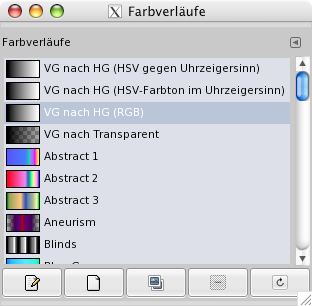 Farbverläufe
Farbverläufe
VG nach HG (HSV gegen Uhrzeigersinn)
VG nach HG (HSV-Farbton im Uhrzeigersinn)
VG nach HG (RGB)
VG nach Transparent
Abstract 1
Abstract 2
Abstract 3
Aneurism
Blinds